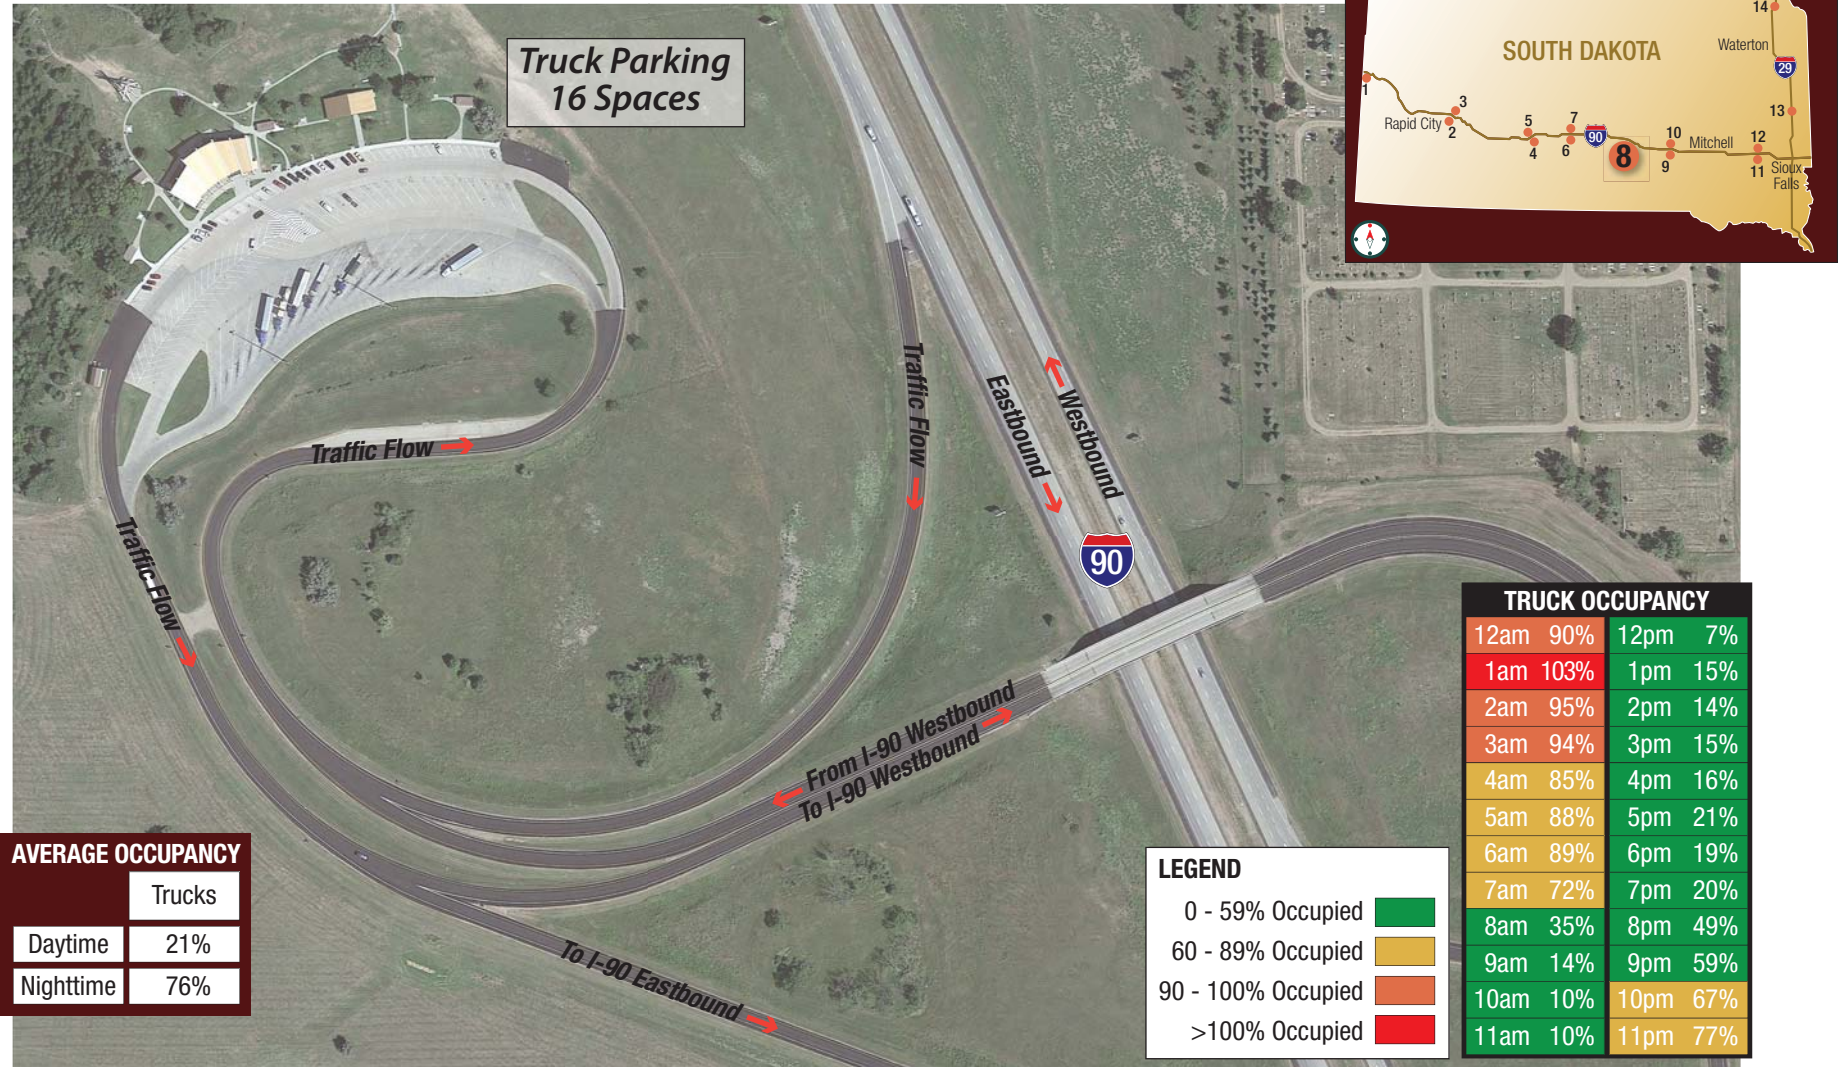 Truck Parking
16 Spaces
SOUTH DAKOTA
14
Waterton
29
13
1
3
Rapid City
2
5
4
7
6
90
8
10
9
Mitchell
12
11
Sioux
Falls
Traffic Flow
Traffic Flow
Traffic Flow
Eastbound
Westbound
90
From I-90 Westbound
To I-90 Westbound
To I-90 Eastbound
AVERAGE OCCUPANCY
Trucks
Daytime 21%
Nighttime 76%
LEGEND
0 - 59% Occupied
60 - 89% Occupied
90 - 100% Occupied
>100% Occupied
TRUCK OCCUPANCY
12am 90% 12pm 7%
1am 103% 1pm 15%
2am 95% 2pm 14%
3am 94% 3pm 15%
4am 85% 4pm 16%
5am 88% 5pm 21%
6am 89% 6pm 19%
7am 72% 7pm 20%
8am 35% 8pm 49%
9am 14% 9pm 59%
10am 10% 10pm 67%
11am 10% 11pm 77%